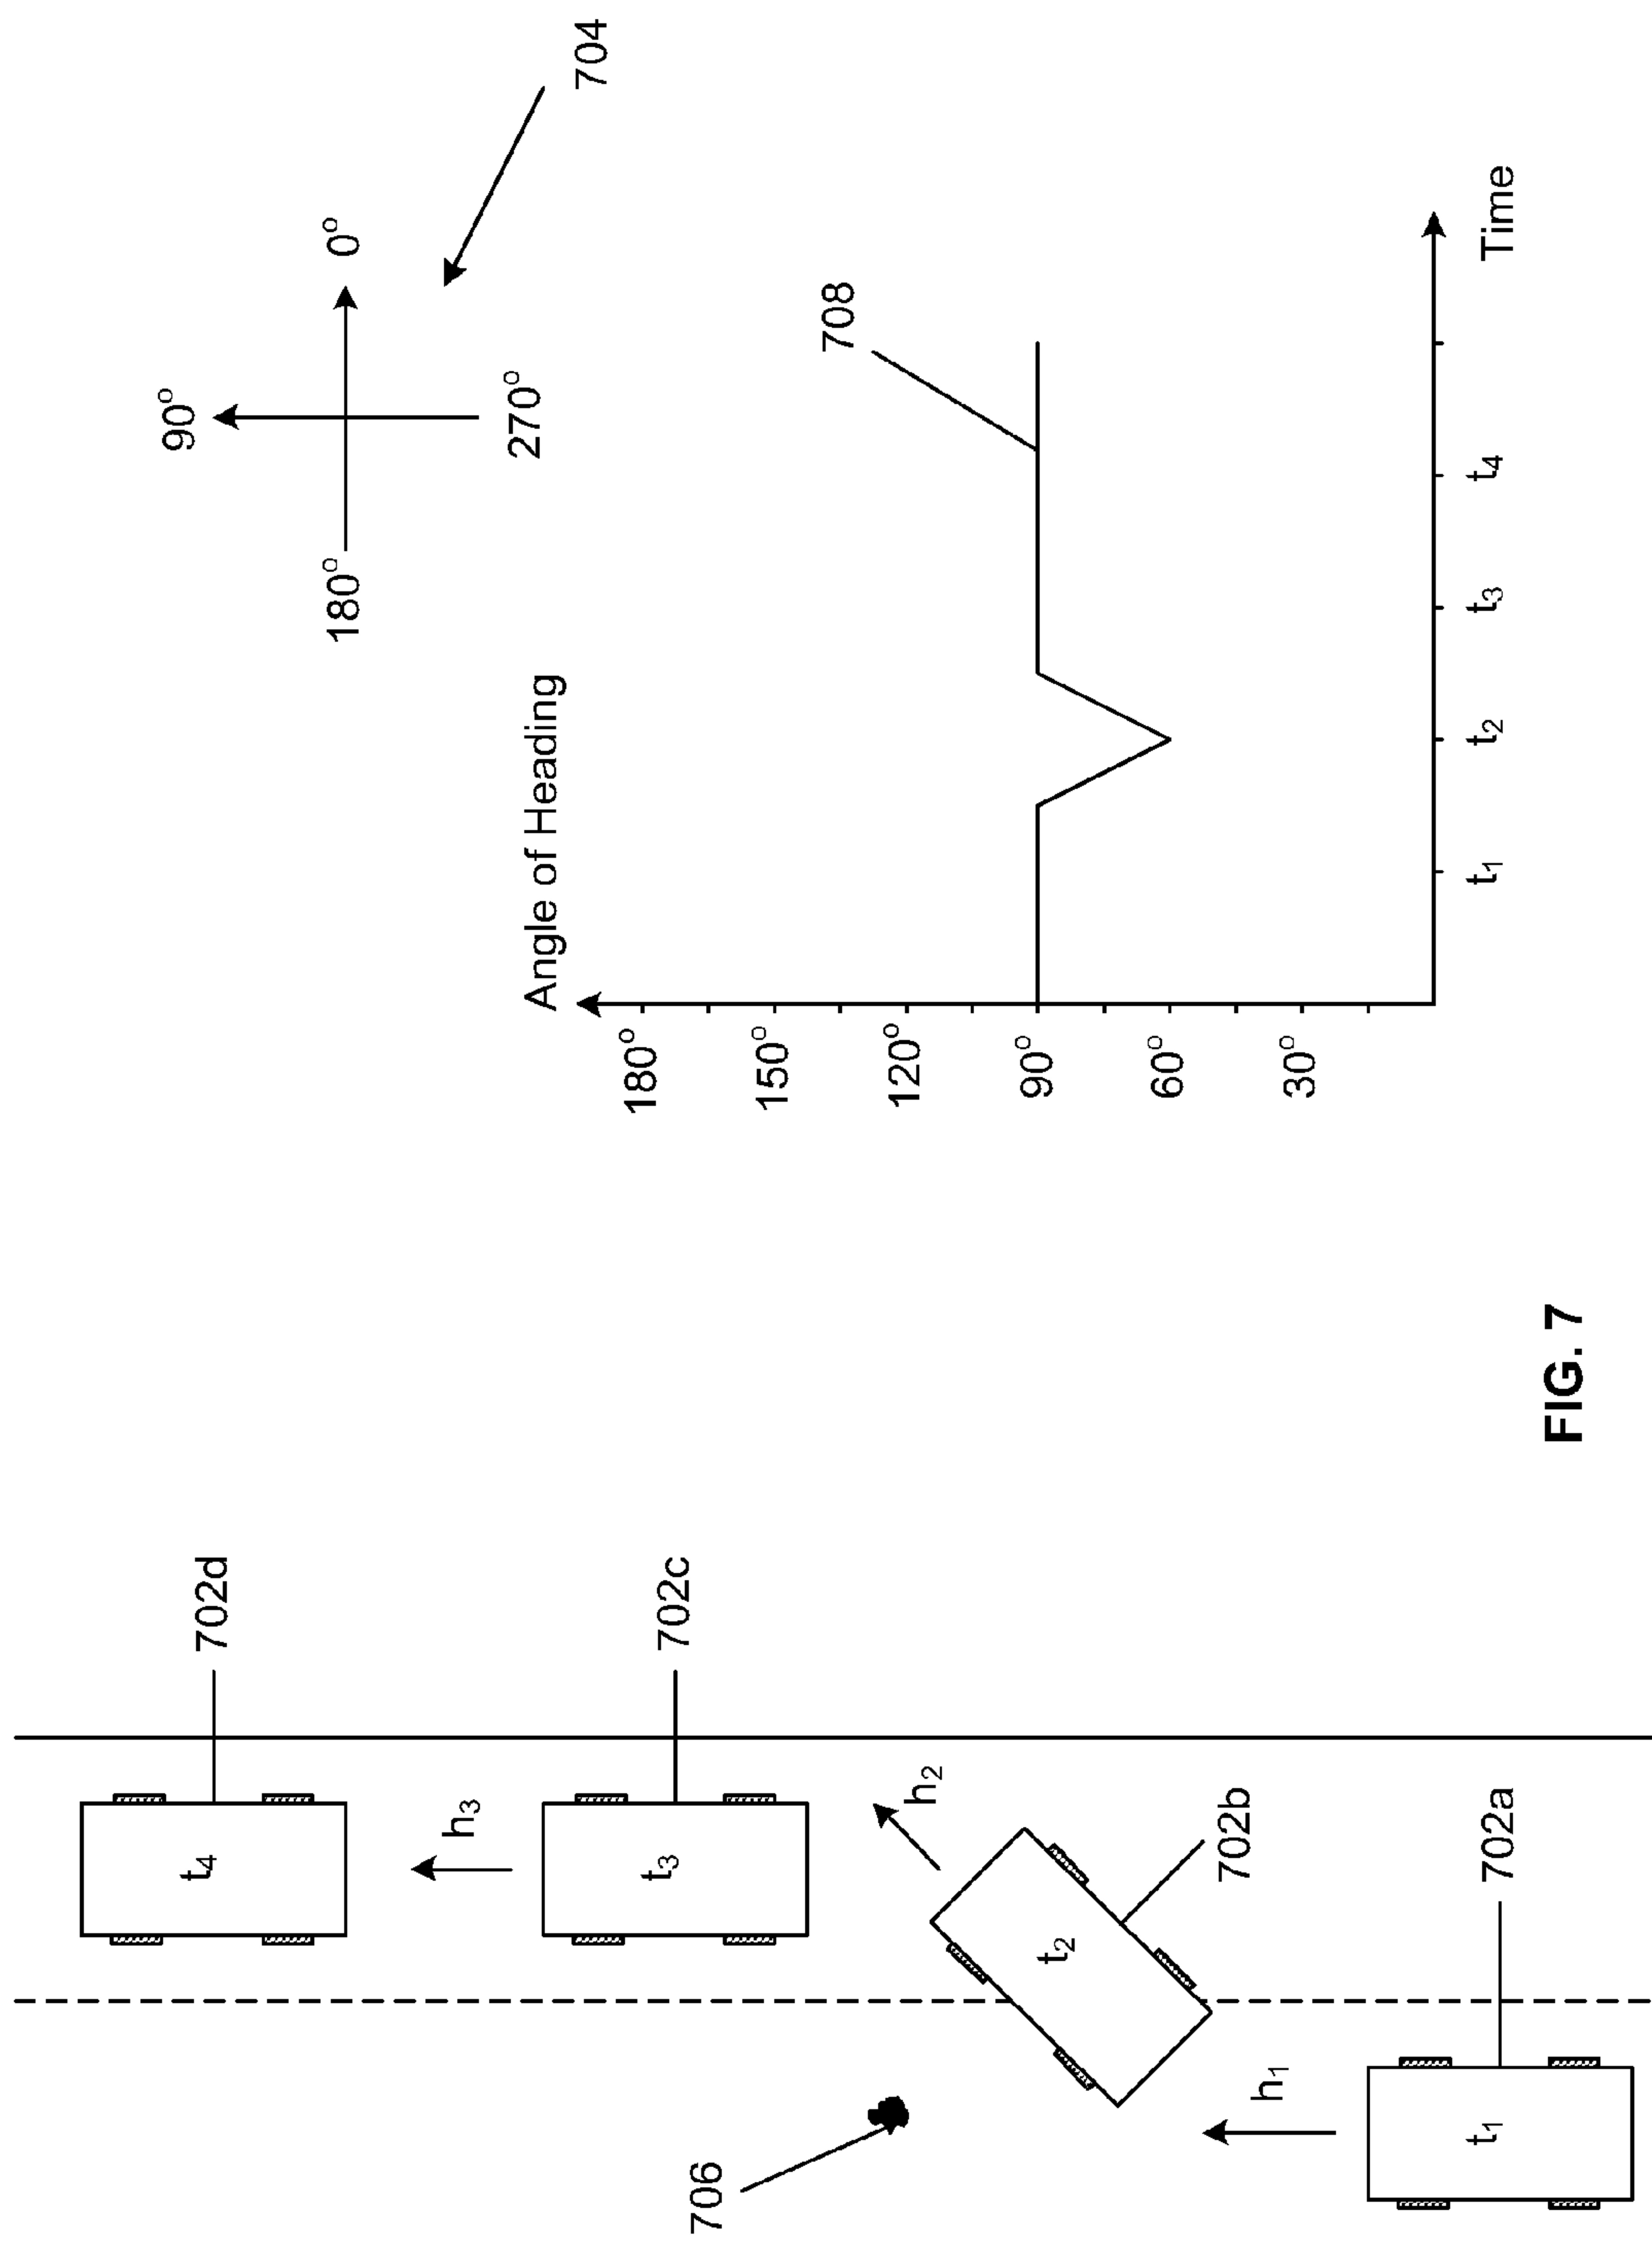 702d
t4
h3
702c
t3
h2
706
t2
702b
h1
702a
t1
90°
180°
0°
270°
704
Angle of Heading
180°
150°
120°
90°
60°
30°
708
t1
t2
t3
t4
Time
FIG. 7